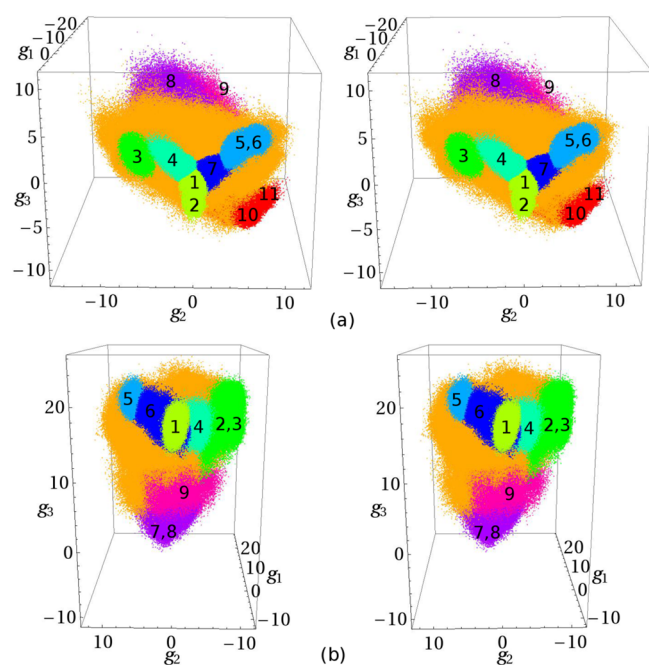 −20 −20
−10 −10
g1 0 g1 0
10 8 9 10 8 9
5 3 4 7 5,6 5 3 4 7 5,6
0 1 11 0 1 11
g3 2 10 g3 2 10
−5 −5
−10 −10
−10 0 10 −10 0 10
g2 g2
(a)
20 5 6 1 4 2,3 20 5 6 1 4 2,3
10 9 10 9
g3 7,8 g3 7,8
0 20 0 20
10 g1 10 g1
0 0
−10 −10 −10 −10
10 0 −10 10 0 −10
g2 g2
(b)